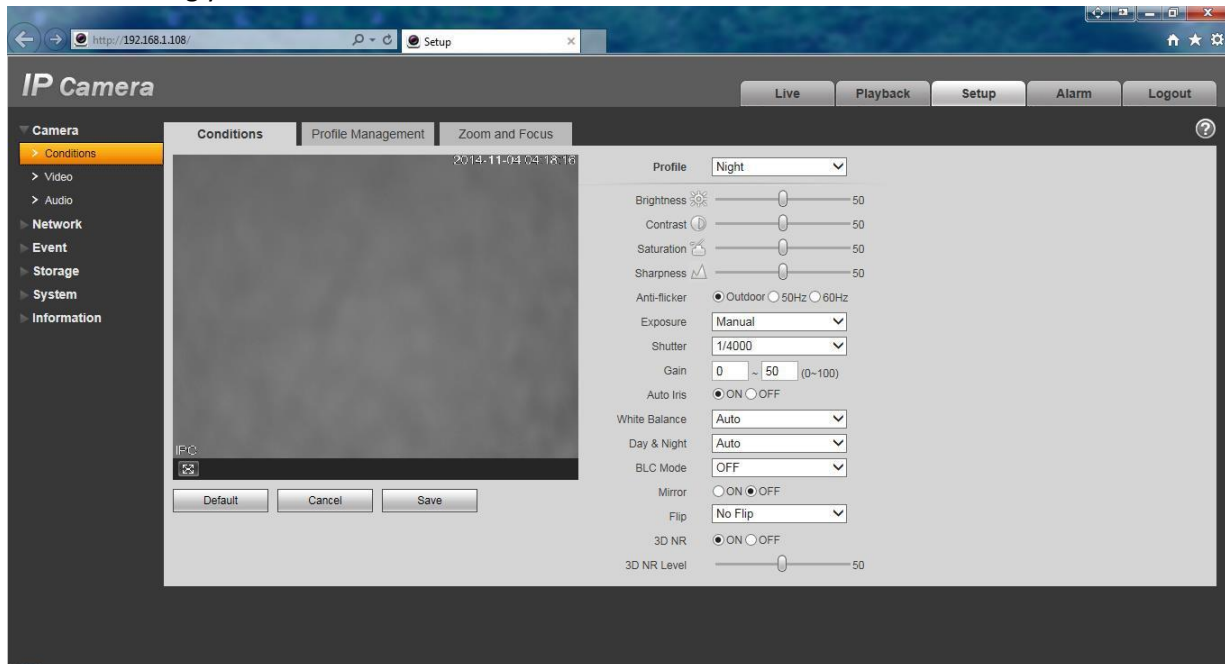 http://192.168.1.108/
Setup
IP Camera
Live
Playback
Setup
Alarm
Logout
Camera
Conditions
Video
Audio
Network
Event
Storage
System
Information
Conditions
Profile Management
Zoom and Focus
2014-11-04 04:18:16
IPC
Default
Cancel
Save
Profile Night
Brightness 50
Contrast 50
Saturation 50
Sharpness 50
Anti-flicker Outdoor 50Hz 60Hz
Exposure Manual
Shutter 1/4000
Gain 0 ~ 50 (0~100)
Auto Iris ON OFF
White Balance Auto
Day & Night Auto
BLC Mode OFF
Mirror ON OFF
Flip No Flip
3D NR ON OFF
3D NR Level 50